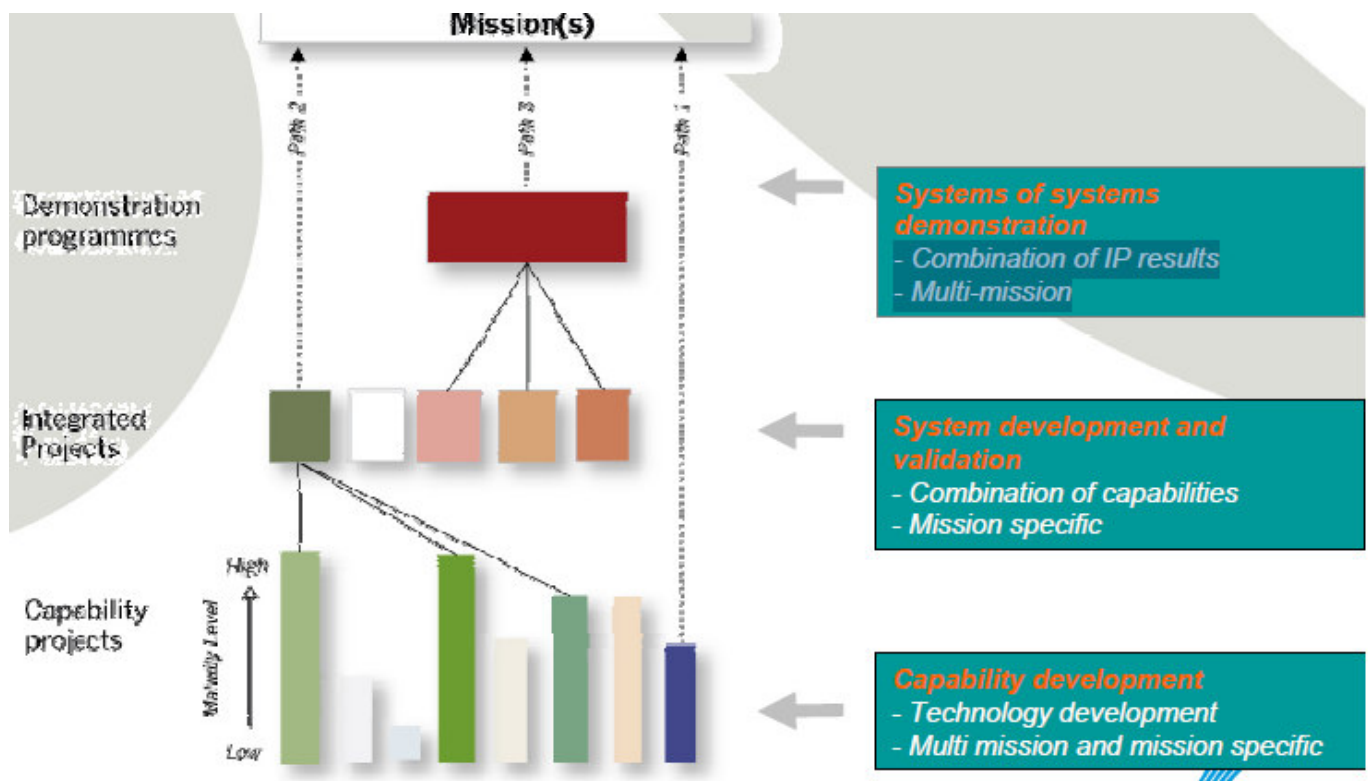 Mission(s)
Path 2
Path 3
Path 1
Demonstration
programmes
Systems of systems
demonstration
- Combination of IP results
- Multi-mission
Integrated
Projects
System development and
validation
- Combination of capabilities
- Mission specific
Capability
projects
High
Maturity Level
Low
Capability development
- Technology development
- Multi mission and mission specific